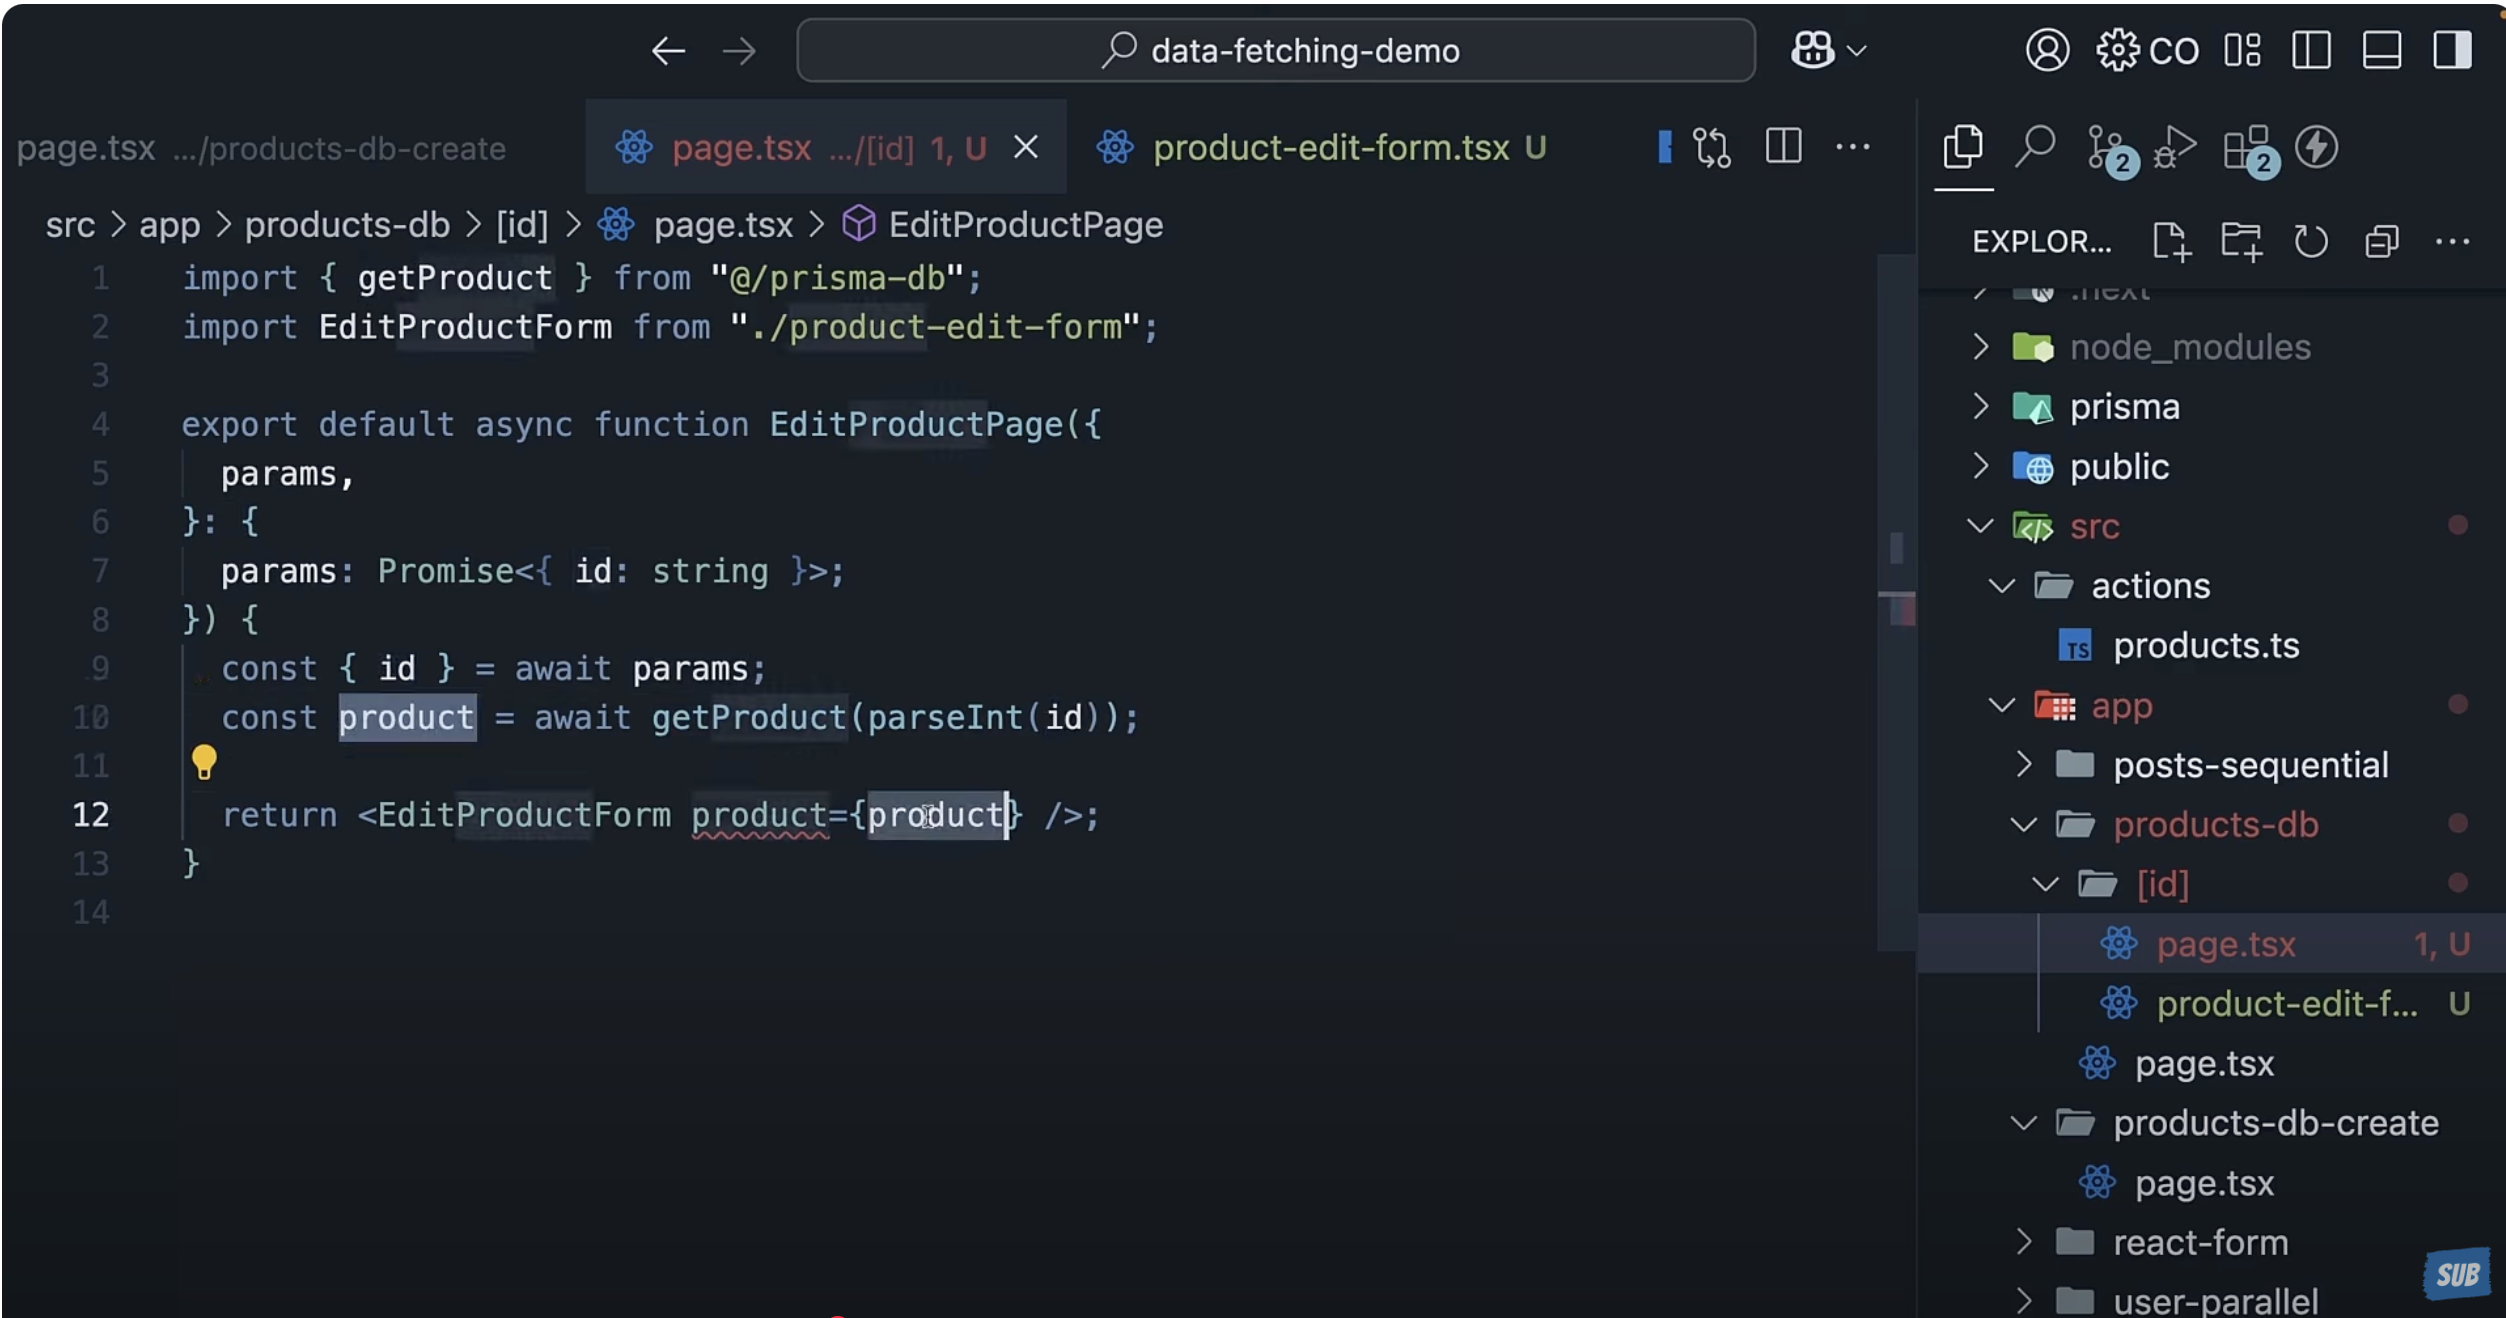 data-fetching-demo
CO
page.tsx .../products-db-create
page.tsx .../[id] 1, U
product-edit-form.tsx U
2
2
src > app > products-db > [id] > page.tsx > EditProductPage
EXPLOR...
1 import { getProduct } from "@/prisma-db";
2 import EditProductForm from "./product-edit-form";
3
4 export default async function EditProductPage({
5 params,
6 }: {
7 params: Promise<{ id: string }>;
8 }) {
9 const { id } = await params;
10 const product = await getProduct(parseInt(id));
11
12 return <EditProductForm product={product} />;
13 }
14
.next
node_modules
prisma
public
src
actions
TS products.ts
app
posts-sequential
products-db
[id]
page.tsx 1, U
product-edit-f... U
page.tsx
products-db-create
page.tsx
react-form
user-parallel
SUB